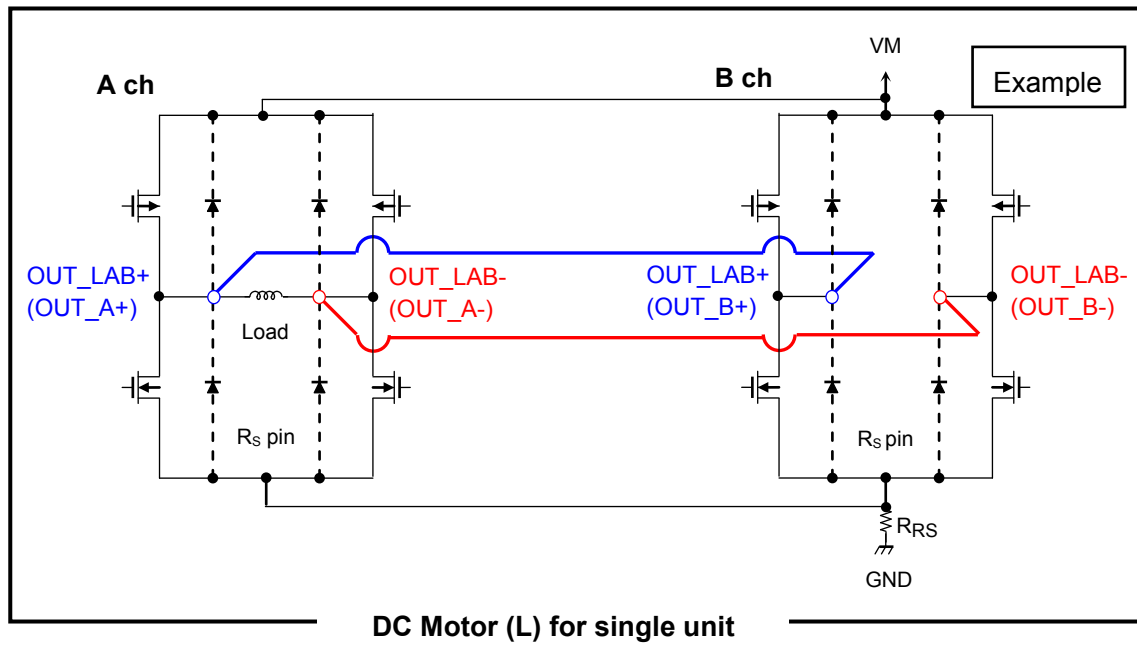 VM
A ch
B ch
Example
OUT_LAB+
(OUT_A+)
Load
OUT_LAB-
(OUT_A-)
OUT_LAB+
(OUT_B+)
OUT_LAB-
(OUT_B-)
RS pin
RS pin
RRS
GND
DC Motor (L) for single unit